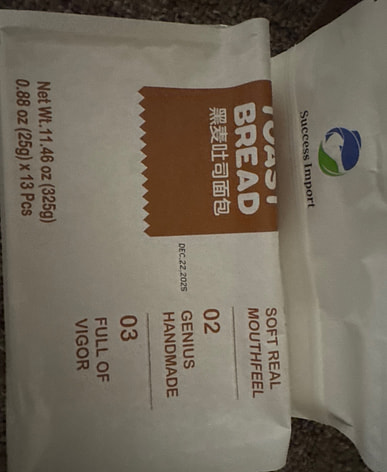 Success Import
TOAST
BREAD
黑麦吐司面包
DEC.22.2025
SOFT REAL
MOUTHFEEL
02
GENIUS
HANDMADE
03
FULL OF
VIGOR
Net Wt.11.46 oz (325g)
0.88 oz (25g) x 13 Pcs